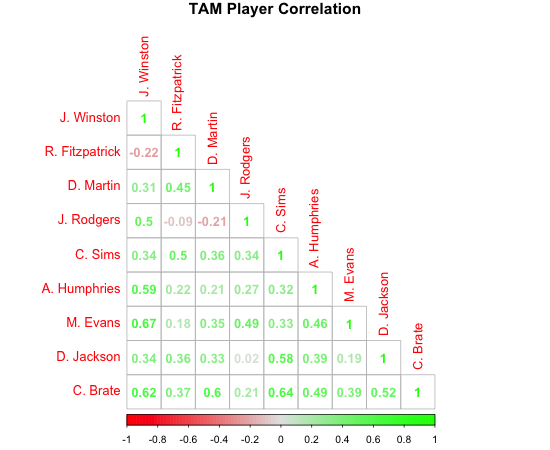 TAM Player Correlation
J. Winston
R. Fitzpatrick
D. Martin
J. Rodgers
C. Sims
A. Humphries
M. Evans
D. Jackson
C. Brate
J. Winston 1
R. Fitzpatrick -0.22 1
D. Martin 0.31 0.45 1
J. Rodgers 0.5 -0.09 -0.21 1
C. Sims 0.34 0.5 0.36 0.34 1
A. Humphries 0.59 0.22 0.21 0.27 0.32 1
M. Evans 0.67 0.18 0.35 0.49 0.33 0.46 1
D. Jackson 0.34 0.36 0.33 0.02 0.58 0.39 0.19 1
C. Brate 0.62 0.37 0.6 0.21 0.64 0.49 0.39 0.52 1
-1 -0.8 -0.6 -0.4 -0.2 0 0.2 0.4 0.6 0.8 1